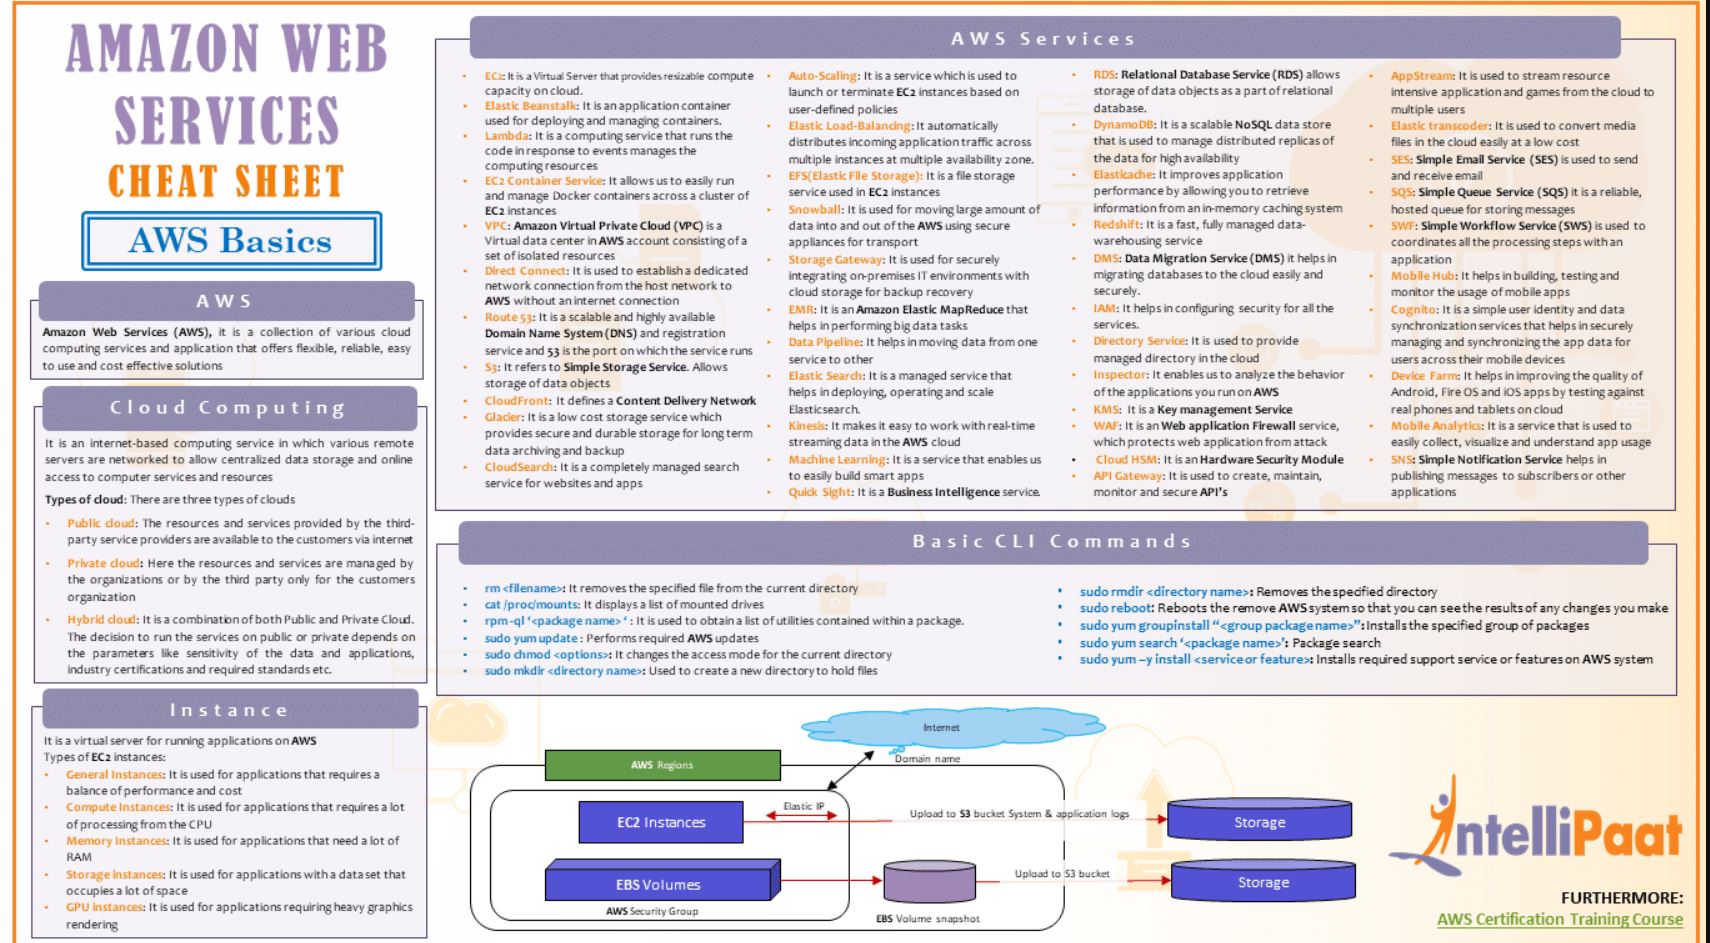 AMAZON WEB
SERVICES
CHEAT SHEET
AWS Basics
AWS
Amazon Web Services (AWS), it is a collection of various cloud
computing services and application that offers flexible, reliable, easy
to use and cost effective solutions
Cloud Computing
It is an internet-based computing service in which various remote
servers are networked to allow centralized data storage and online
access to computer services and resources
Types of cloud: There are three types of clouds
• Public cloud: The resources and services provided by the third-
party service providers are available to the customers via internet
• Private cloud: Here the resources and services are managed by
the organizations or by the third party only for the customers
organization
• Hybrid cloud: It is a combination of both Public and Private Cloud.
The decision to run the services on public or private depends on
the parameters like sensitivity of the data and applications,
industry certifications and required standards etc.
Instance
It is a virtual server for running applications on AWS
Types of EC2 instances:
• General Instances: It is used for applications that requires a
balance of performance and cost
• Compute Instances: It is used for applications that requires a lot
of processing from the CPU
• Memory Instances: It is used for applications that need a lot of
RAM
• Storage instances: It is used for applications with a data set that
occupies a lot of space
• GPU instances: It is used for applications requiring heavy graphics
rendering
AWS Services
• EC2: It is a Virtual Server that provides resizable compute
capacity on cloud.
• Elastic Beanstalk: It is an application container
used for deploying and managing containers.
• Lambda: It is a computing service that runs the
code in response to events manages the
computing resources
• EC2 Container Service: It allows us to easily run
and manage Docker containers across a cluster of
EC2 instances
• VPC: Amazon Virtual Private Cloud (VPC) is a
Virtual data center in AWS account consisting of a
set of isolated resources
• Direct Connect: It is used to establish a dedicated
network connection from the host network to
AWS without an internet connection
• Route 53: It is a scalable and highly available
Domain Name System (DNS) and registration
service and 53 is the port on which the service runs
• S3: It refers to Simple Storage Service. Allows
storage of data objects
• CloudFront: It defines a Content Delivery Network
• Glacier: It is a low cost storage service which
provides secure and durable storage for long term
data archiving and backup
• CloudSearch: It is a completely managed search
service for websites and apps
• Auto-Scaling: It is a service which is used to
launch or terminate EC2 instances based on
user-defined policies
• Elastic Load-Balancing: It automatically
distributes incoming application traffic across
multiple instances at multiple availability zone.
• EFS(Elastic File Storage): It is a file storage
service used in EC2 instances
• Snowball: It is used for moving large amount of
data into and out of the AWS using secure
appliances for transport
• Storage Gateway: It is used for securely
integrating on-premises IT environments with
cloud storage for backup recovery
• EMR: It is an Amazon Elastic MapReduce that
helps in performing big data tasks
• Data Pipeline: It helps in moving data from one
service to other
• Elastic Search: It is a managed service that
helps in deploying, operating and scale
Elasticsearch.
• Kinesis: It makes it easy to work with real-time
streaming data in the AWS cloud
• Machine Learning: It is a service that enables us
to easily build smart apps
• Quick Sight: It is a Business Intelligence service.
• RDS: Relational Database Service (RDS) allows
storage of data objects as a part of relational
database.
• DynamoDB: It is a scalable NoSQL data store
that is used to manage distributed replicas of
the data for high availability
• Elasticache: It improves application
performance by allowing you to retrieve
information from an in-memory caching system
• Redshift: It is a fast, fully managed data-
warehousing service
• DMS: Data Migration Service (DMS) it helps in
migrating databases to the cloud easily and
securely.
• IAM: It helps in configuring security for all the
services.
• Directory Service: It is used to provide
managed directory in the cloud
• Inspector: It enables us to analyze the behavior
of the applications you run on AWS
• KMS: It is a Key management Service
• WAF: It is an Web application Firewall service,
which protects web application from attack
• Cloud HSM: It is an Hardware Security Module
• API Gateway: It is used to create, maintain,
monitor and secure API's
• AppStream: It is used to stream resource
intensive application and games from the cloud to
multiple users
• Elastic transcoder: It is used to convert media
files in the cloud easily at a low cost
• SES: Simple Email Service (SES) is used to send
and receive email
• SQS: Simple Queue Service (SQS) it is a reliable,
hosted queue for storing messages
• SWF: Simple Workflow Service (SWS) is used to
coordinates all the processing steps with an
application
• Mobile Hub: It helps in building, testing and
monitor the usage of mobile apps
• Cognito: It is a simple user identity and data
synchronization services that helps in securely
managing and synchronizing the app data for
users across their mobile devices
• Device Farm: It helps in improving the quality of
Android, Fire OS and iOS apps by testing against
real phones and tablets on cloud
• Mobile Analytics: It is a service that is used to
easily collect, visualize and understand app usage
• SNS: Simple Notification Service helps in
publishing messages to subscribers or other
applications
Basic CLI Commands
• rm <filename>: It removes the specified file from the current directory
• cat /proc/mounts: It displays a list of mounted drives
• rpm-ql '<package name> ' : It is used to obtain a list of utilities contained within a package.
• sudo yum update : Performs required AWS updates
• sudo chmod <options>: It changes the access mode for the current directory
• sudo mkdir <directory name>: Used to create a new directory to hold files
• sudo rmdir <directory name>: Removes the specified directory
• sudo reboot: Reboots the remove AWS system so that you can see the results of any changes you make
• sudo yum groupinstall "<group package name>": Installs the specified group of packages
• sudo yum search '<package name>': Package search
• sudo yum –y install <service or feature>: Installs required support service or features on AWS system
Internet
Domain name
AWS Regions
EC2 Instances
Elastic IP
Upload to S3 bucket System & application logs
Storage
EBS Volumes
Upload to S3 bucket
Storage
AWS Security Group
EBS Volume snapshot
IntelliPaat
FURTHERMORE:
AWS Certification Training Course